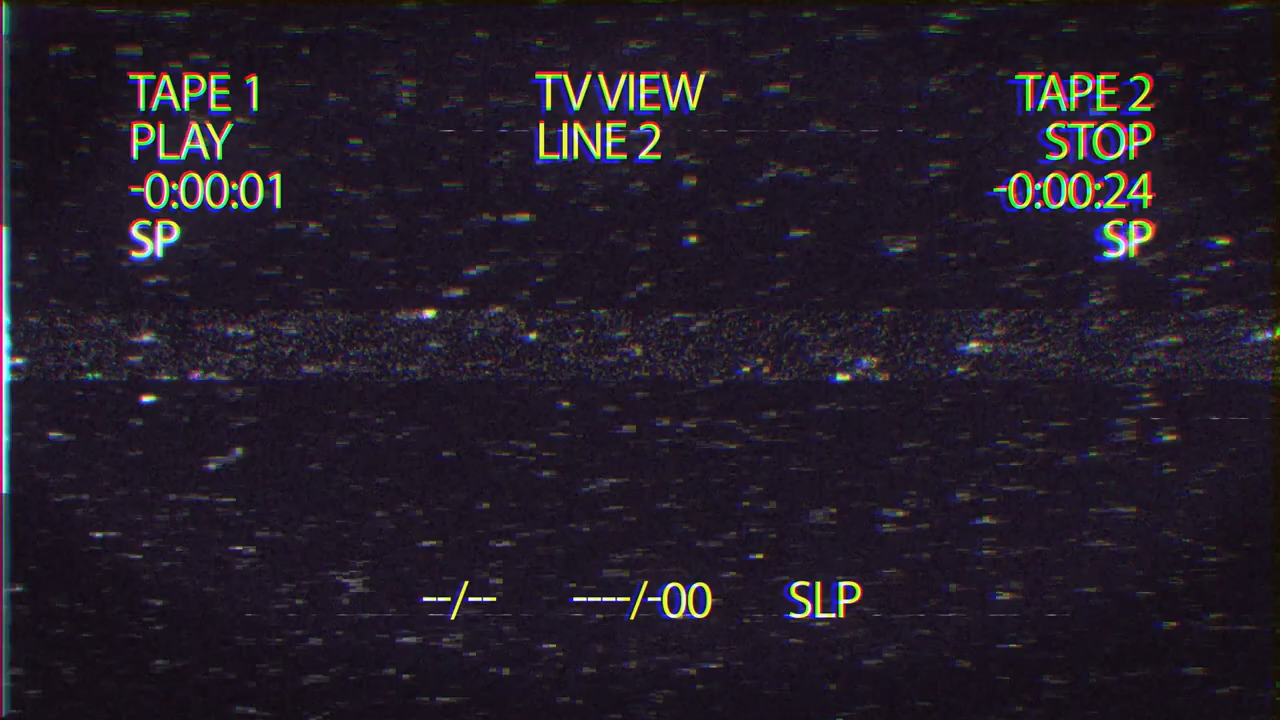 TAPE 1
PLAY
-0:00:01
SP
TV VIEW
LINE 2
TAPE 2
STOP
-0:00:24
SP
--/-- ----/-00 SLP